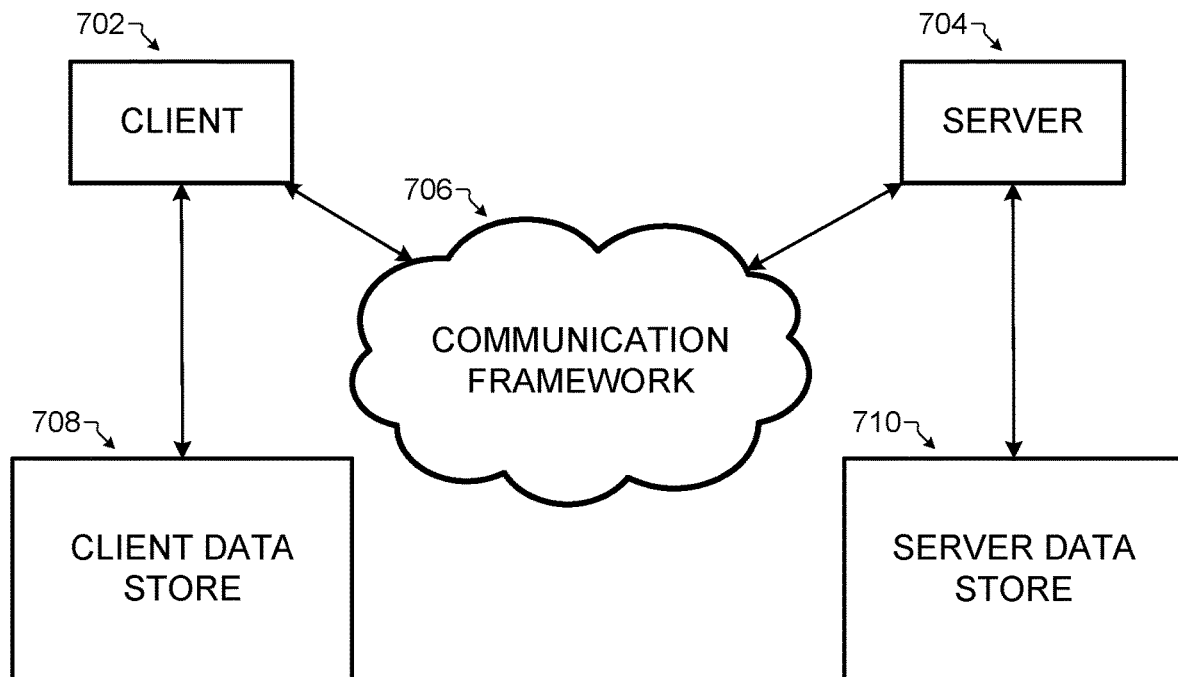 702
704
CLIENT
SERVER
706
COMMUNICATION
FRAMEWORK
708
710
CLIENT DATA
STORE
SERVER DATA
STORE